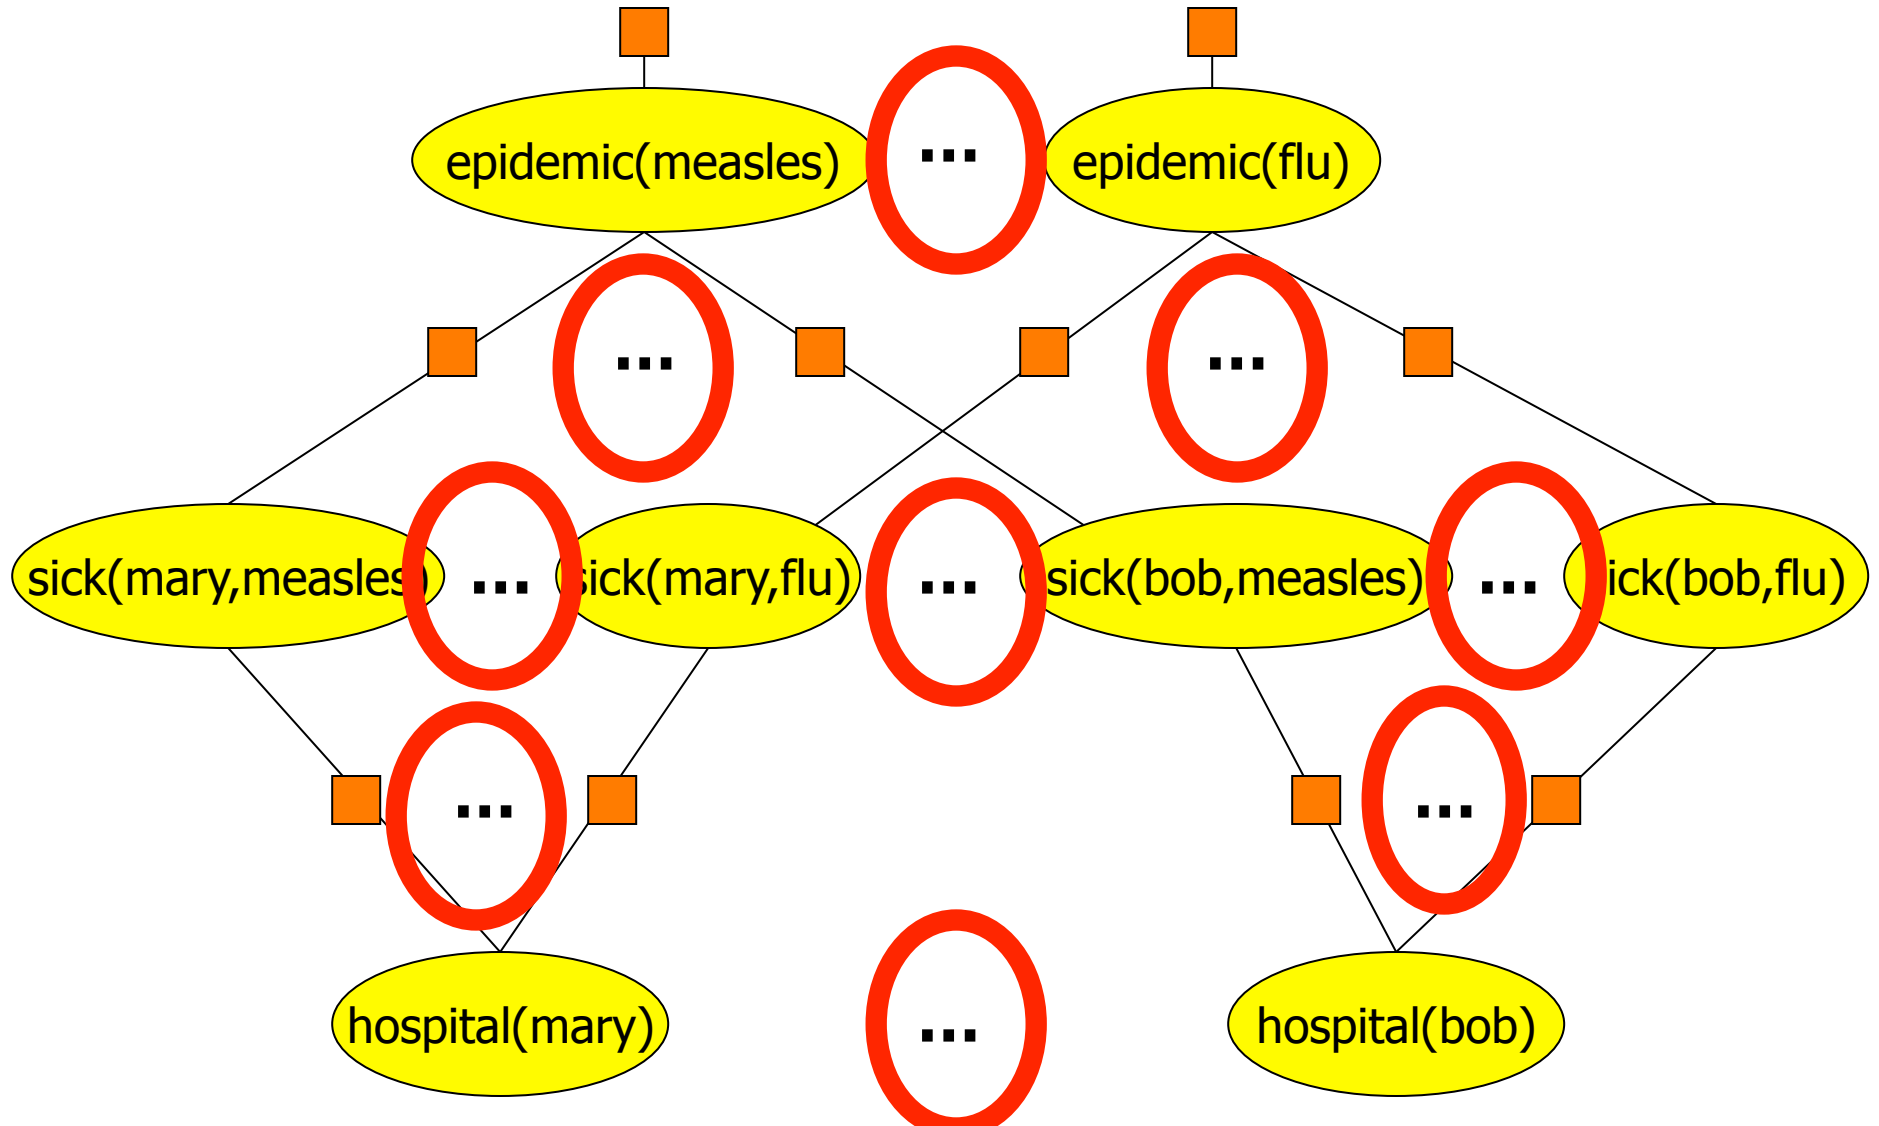 epidemic(measles) ... epidemic(flu)
... ...
sick(mary,measles) ... sick(mary,flu) ... sick(bob,measles) ... sick(bob,flu)
... ...
hospital(mary) ... hospital(bob)